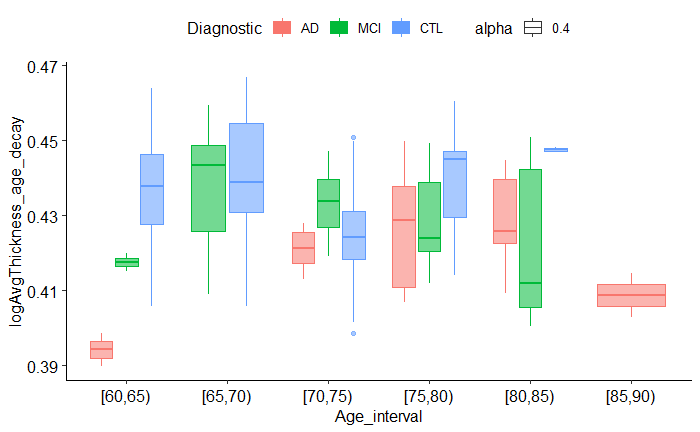 Diagnostic AD MCI CTL alpha 0.4
0.47
0.45
0.43
0.41
0.39
logAvgThickness_age_decay
[60,65) [65,70) [70,75) [75,80) [80,85) [85,90)
Age_interval